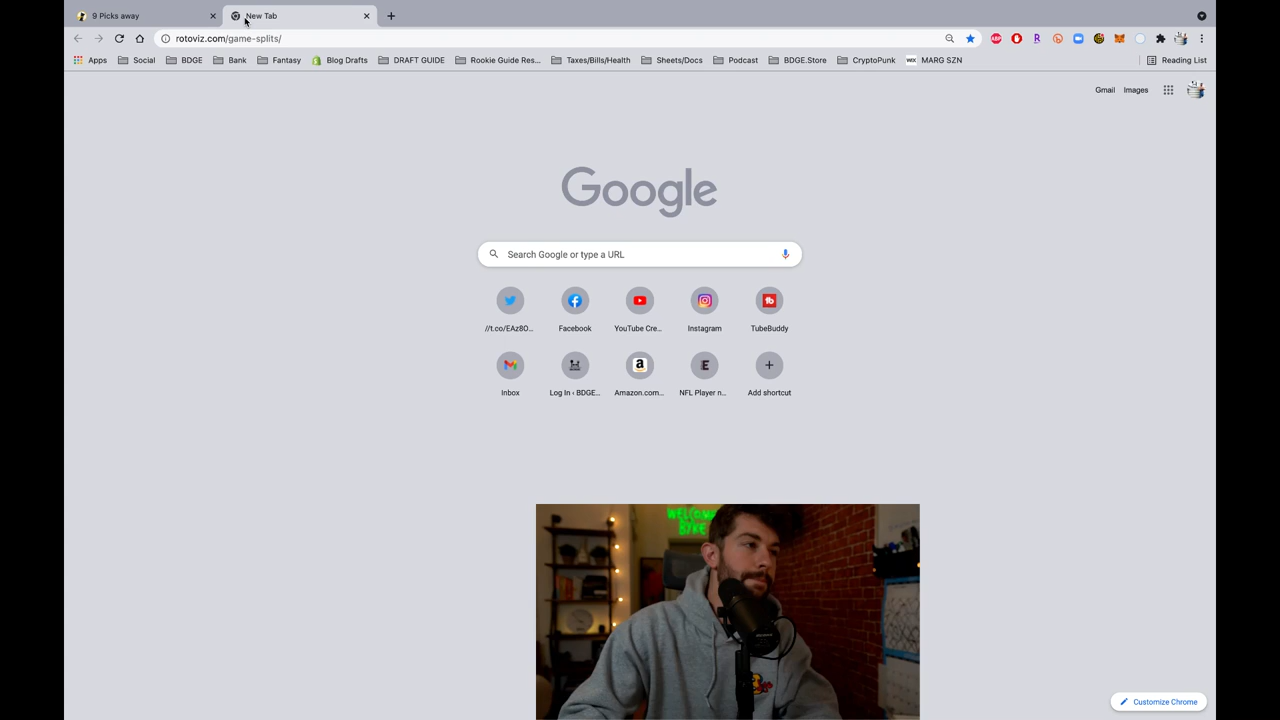 9 Picks away
New Tab
rotoviz.com/game-splits/
Apps Social BDGE Bank Fantasy Blog Drafts DRAFT GUIDE Rookie Guide Res... Taxes/Bills/Health Sheets/Docs Podcast BDGE.Store CryptoPunk MARG SZN Reading List
Gmail Images
Google
Search Google or type a URL
//t.co/EAz8O... Facebook YouTube Cre... Instagram TubeBuddy
Inbox Log In ‹ BDGE... Amazon.com... NFL Player n... Add shortcut
WELCOME
Customize Chrome